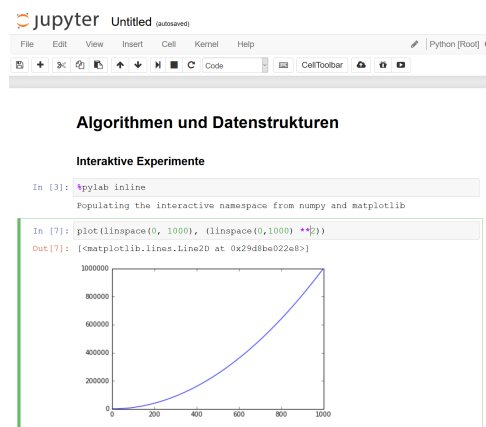 jupyter Untitled (autosaved)
File Edit View Insert Cell Kernel Help Python [Root]
Code CellToolbar
Algorithmen und Datenstrukturen
Interaktive Experimente
In [3]: %pylab inline
Populating the interactive namespace from numpy and matplotlib
In [7]: plot(linspace(0, 1000), (linspace(0,1000) **2))
Out[7]: [<matplotlib.lines.Line2D at 0x29d8be022e8>]
1000000
800000
600000
400000
200000
0
0 200 400 600 800 1000